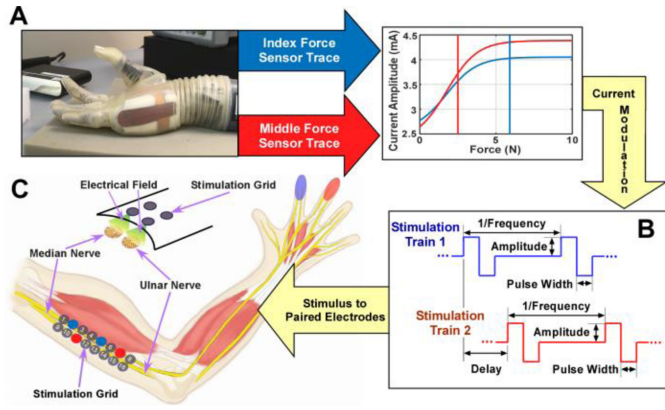 A
Index Force
Sensor Trace
Middle Force
Sensor Trace
Current Amplitude (mA)
4.5
4
3.5
3
2.5
0
5
10
Force (N)
Current
Modulation
B
Stimulation
Train 1
1/Frequency
Amplitude
Pulse Width
Stimulation
Train 2
1/Frequency
Amplitude
Delay
Pulse Width
Stimulus to
Paired Electrodes
C
Electrical Field
Stimulation Grid
Median Nerve
Ulnar Nerve
Stimulation Grid